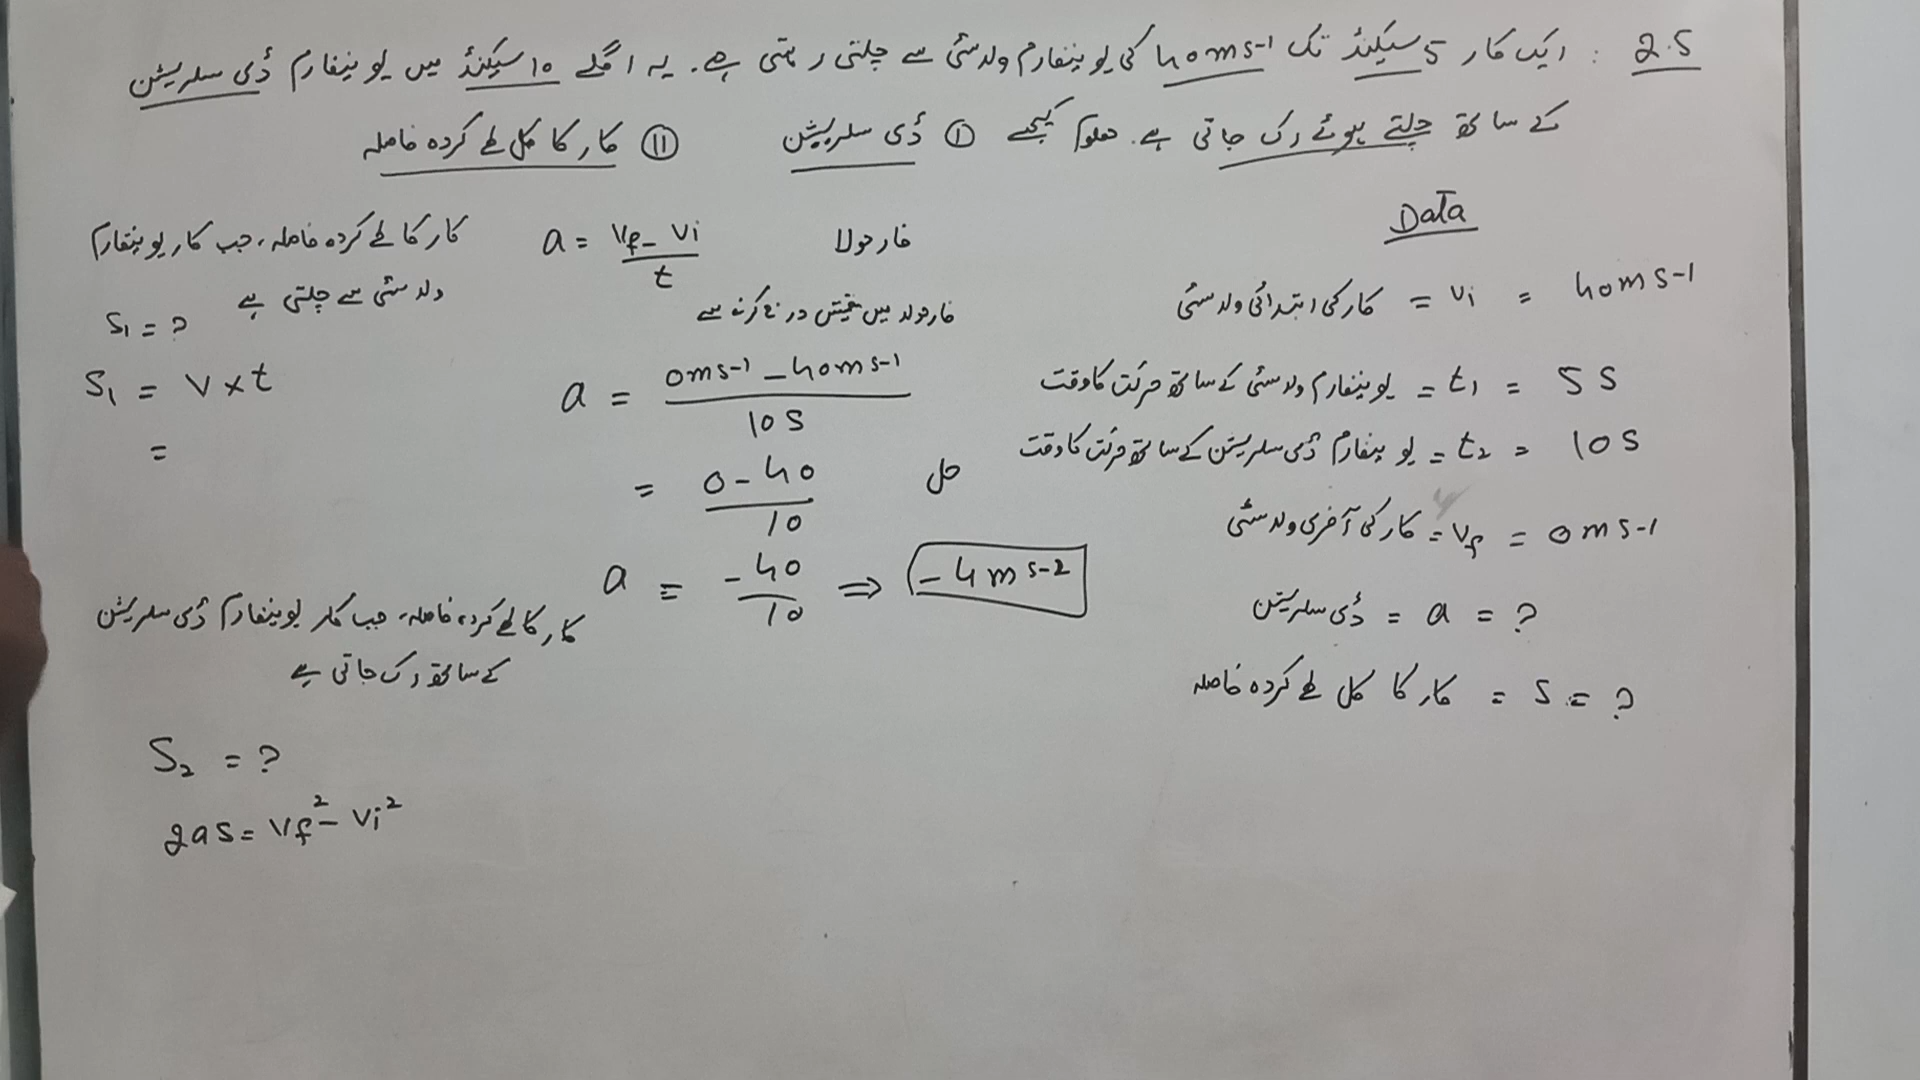 2.5 : ایک کار 5 سیکنڈ تک 40ms-1 کی یونیفارم ولاسٹی سے چلتی رہتی ہے۔ یہ اگلے 10 سیکنڈ میں یونیفارم ڈی سلریشن
کے ساتھ چلتے ہوئے رک جاتی ہے۔ معلوم کیجیے ① ڈی سلریشن ⑪ کار کا کل طے کردہ فاصلہ
Data
کار کی ابتدائی ولاسٹی = vi = 40ms-1
یونیفارم ولاسٹی کے ساتھ حرکت کا وقت = t1 = 5s
یونیفارم ڈی سلریشن کے ساتھ حرکت کا وقت = t2 = 10s
کار کی آخری ولاسٹی = vf = 0ms-1
ڈی سلریشن = a = ?
کار کا کل طے کردہ فاصلہ = S = ?
فارمولا a = vf - vi / t
فارمولہ میں قیمتیں درج کرنے سے
a = 0ms-1 - 40ms-1 / 10s
حل = 0 - 40 / 10
a = -40 / 10 ⇒ -4ms-2
کار کا طے کردہ فاصلہ، جب کار یونیفارم
ولاسٹی سے چلتی ہے
S1 = ?
S1 = v × t
=
کار کا طے کردہ فاصلہ، جب کار یونیفارم ڈی سلریشن
کے ساتھ رک جاتی ہے
S2 = ?
2as = vf² - vi²